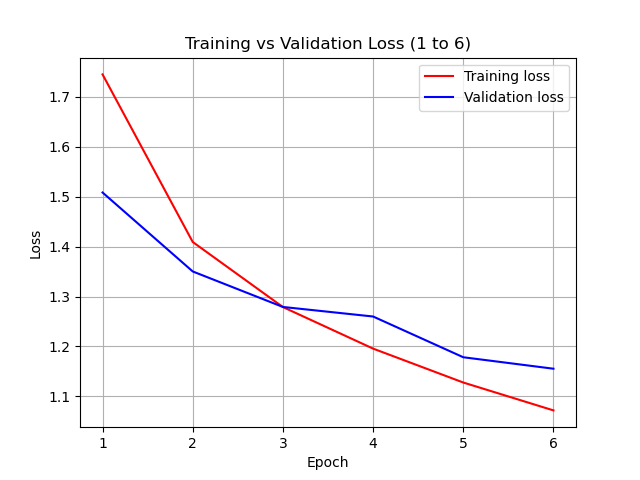 Training vs Validation Loss (1 to 6)
Training loss
Validation loss
1.7
1.6
1.5
1.4
1.3
1.2
1.1
Loss
1 2 3 4 5 6
Epoch